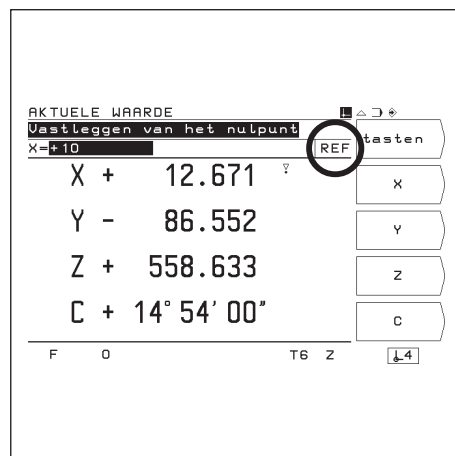 AKTUELE WAARDE
Vastleggen van het nulpunt
X=+10 REF
tasten
X + 12.671
X
Y - 86.552
Y
Z + 558.633
Z
C + 14° 54' 00"
C
F 0 T6 Z 4